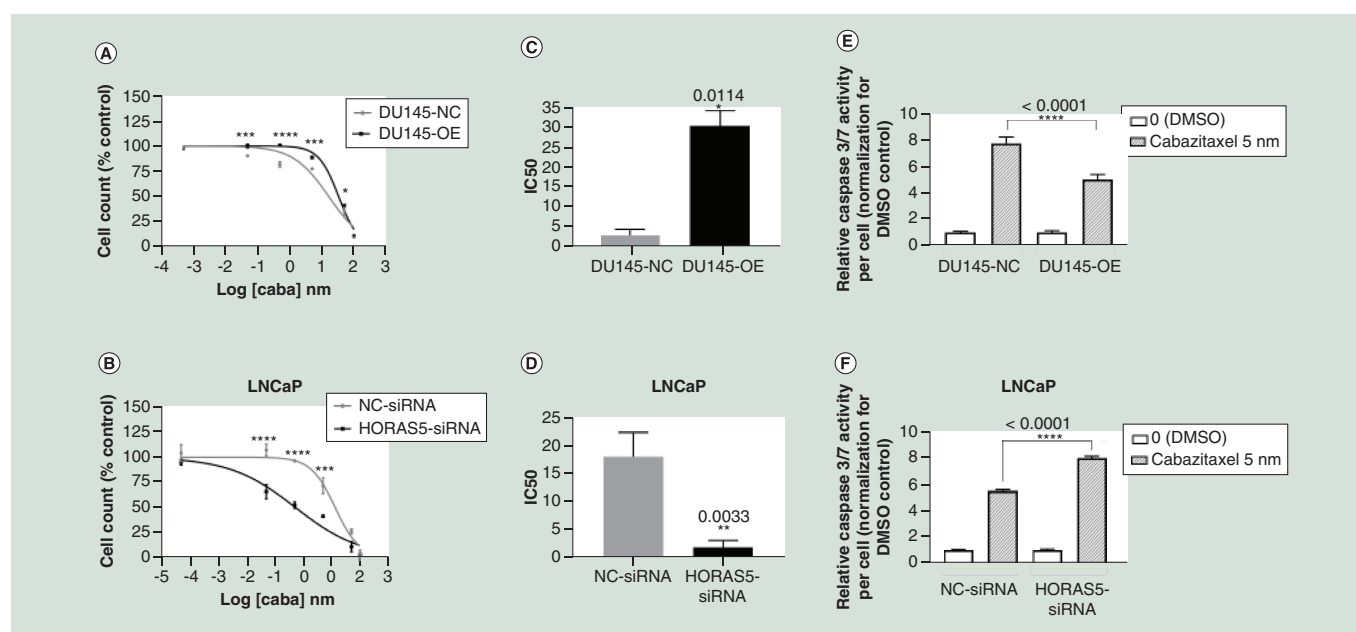 A
Cell count (% control)
150
125
100
75
50
25
0
-4 -3 -2 -1 0 1 2 3
Log [caba] nm
DU145-NC
DU145-OE
*** **** ***
*
C
IC50
35
30
25
20
15
10
5
0
0.0114
*
DU145-NC DU145-OE
E
Relative caspase 3/7 activity
per cell (normalization for
DMSO control)
10
8
6
4
2
0
< 0.0001
****
DU145-NC DU145-OE
0 (DMSO)
Cabazitaxel 5 nm
B
LNCaP
Cell count (% control)
150
125
100
75
50
25
0
-5 -4 -3 -2 -1 0 0 2 3
Log [caba] nm
NC-siRNA
HORAS5-siRNA
****
****
***
D
LNCaP
IC50
25
20
15
10
5
0
0.0033
**
NC-siRNA HORAS5-
siRNA
F
LNCaP
Relative caspase 3/7 activity
per cell (normalization for
DMSO control)
10
8
6
4
2
0
< 0.0001
****
NC-siRNA HORAS5-
siRNA
0 (DMSO)
Cabazitaxel 5 nm